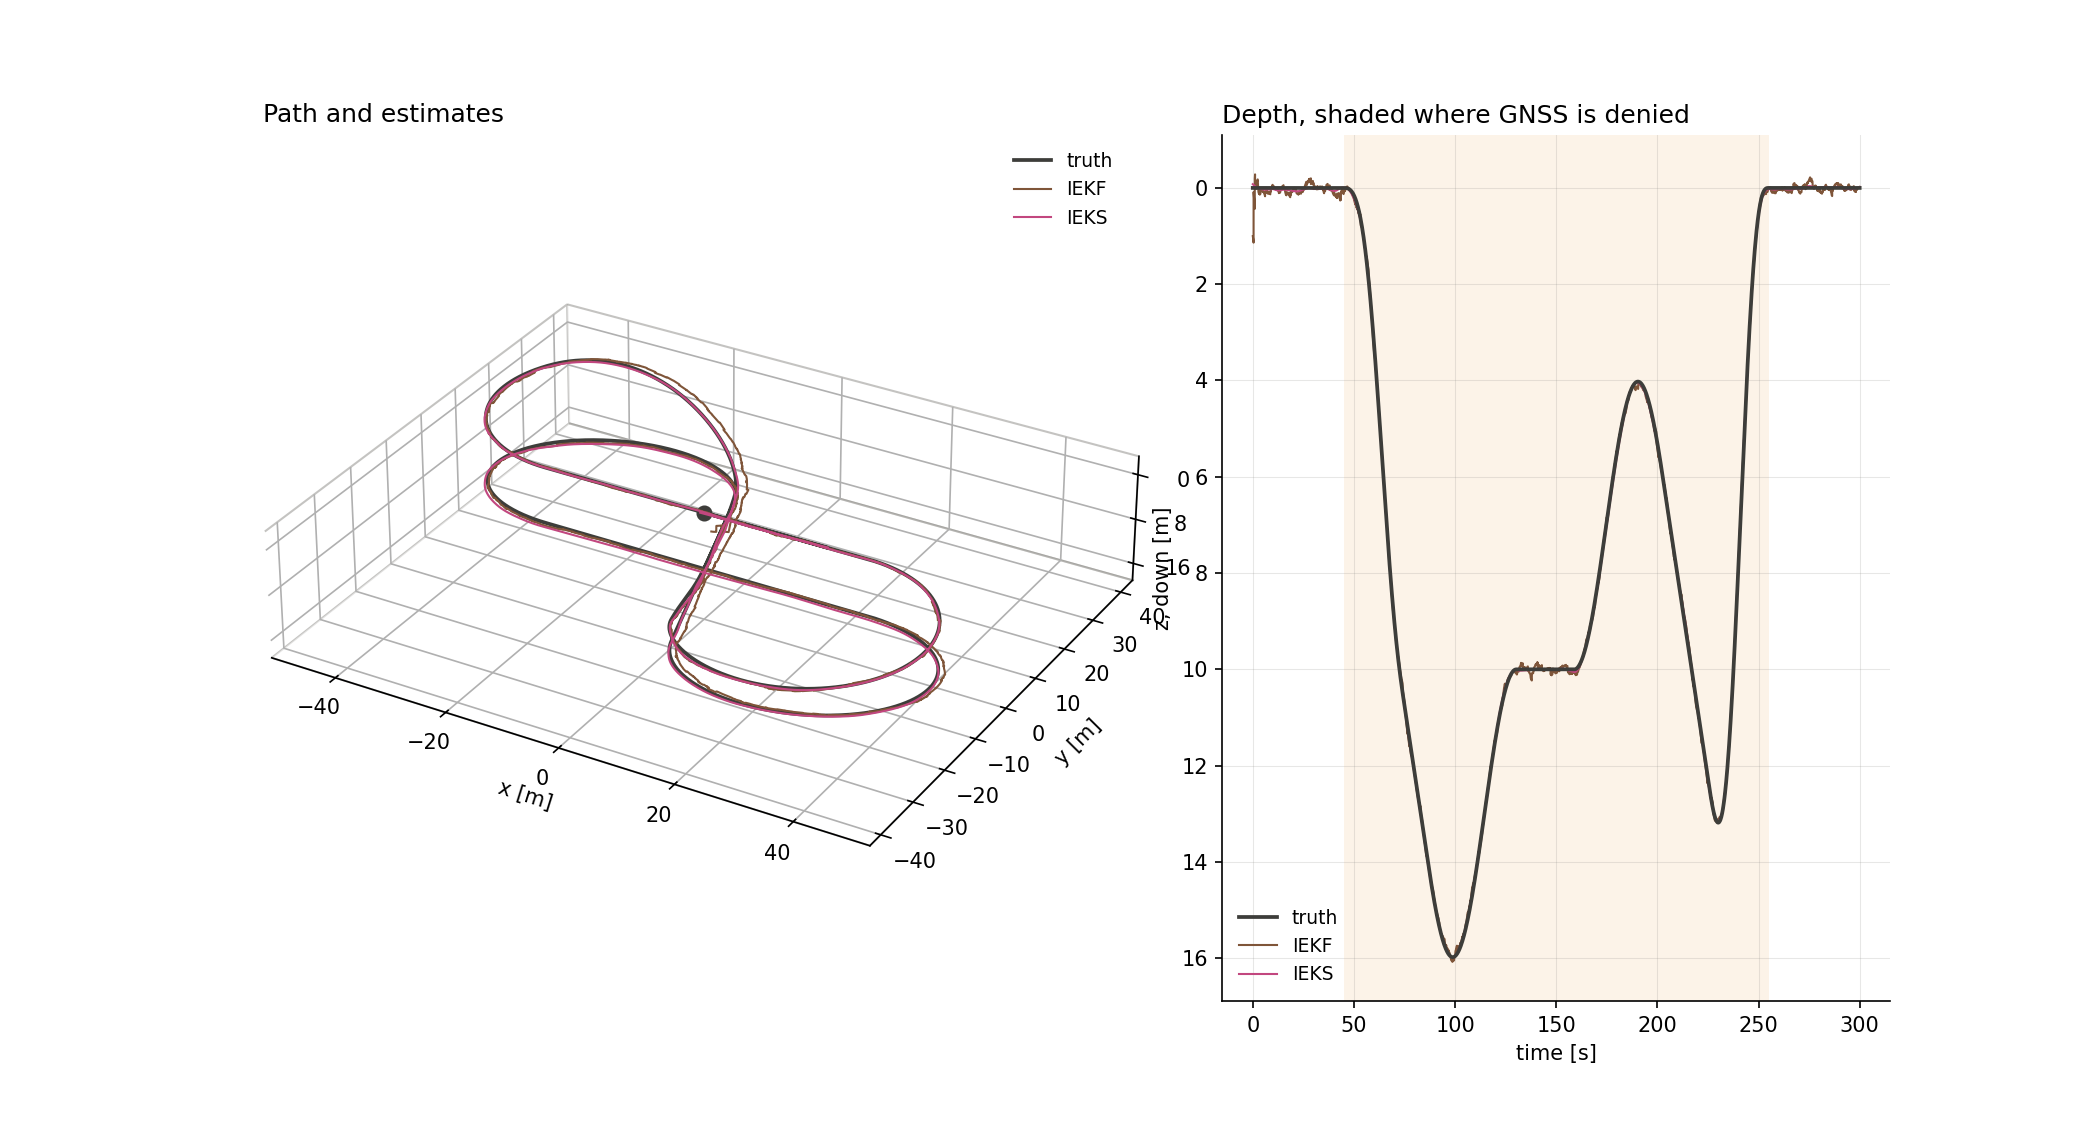 Path and estimates
truth
IEKF
IEKS
0
8
16
z, down [m]
40
30
20
10
0
−10
−20
−30
−40
y [m]
−40
−20
0
20
40
x [m]
Depth, shaded where GNSS is denied
0
2
4
6
8
10
12
14
16
truth
IEKF
IEKS
0
50
100
150
200
250
300
time [s]